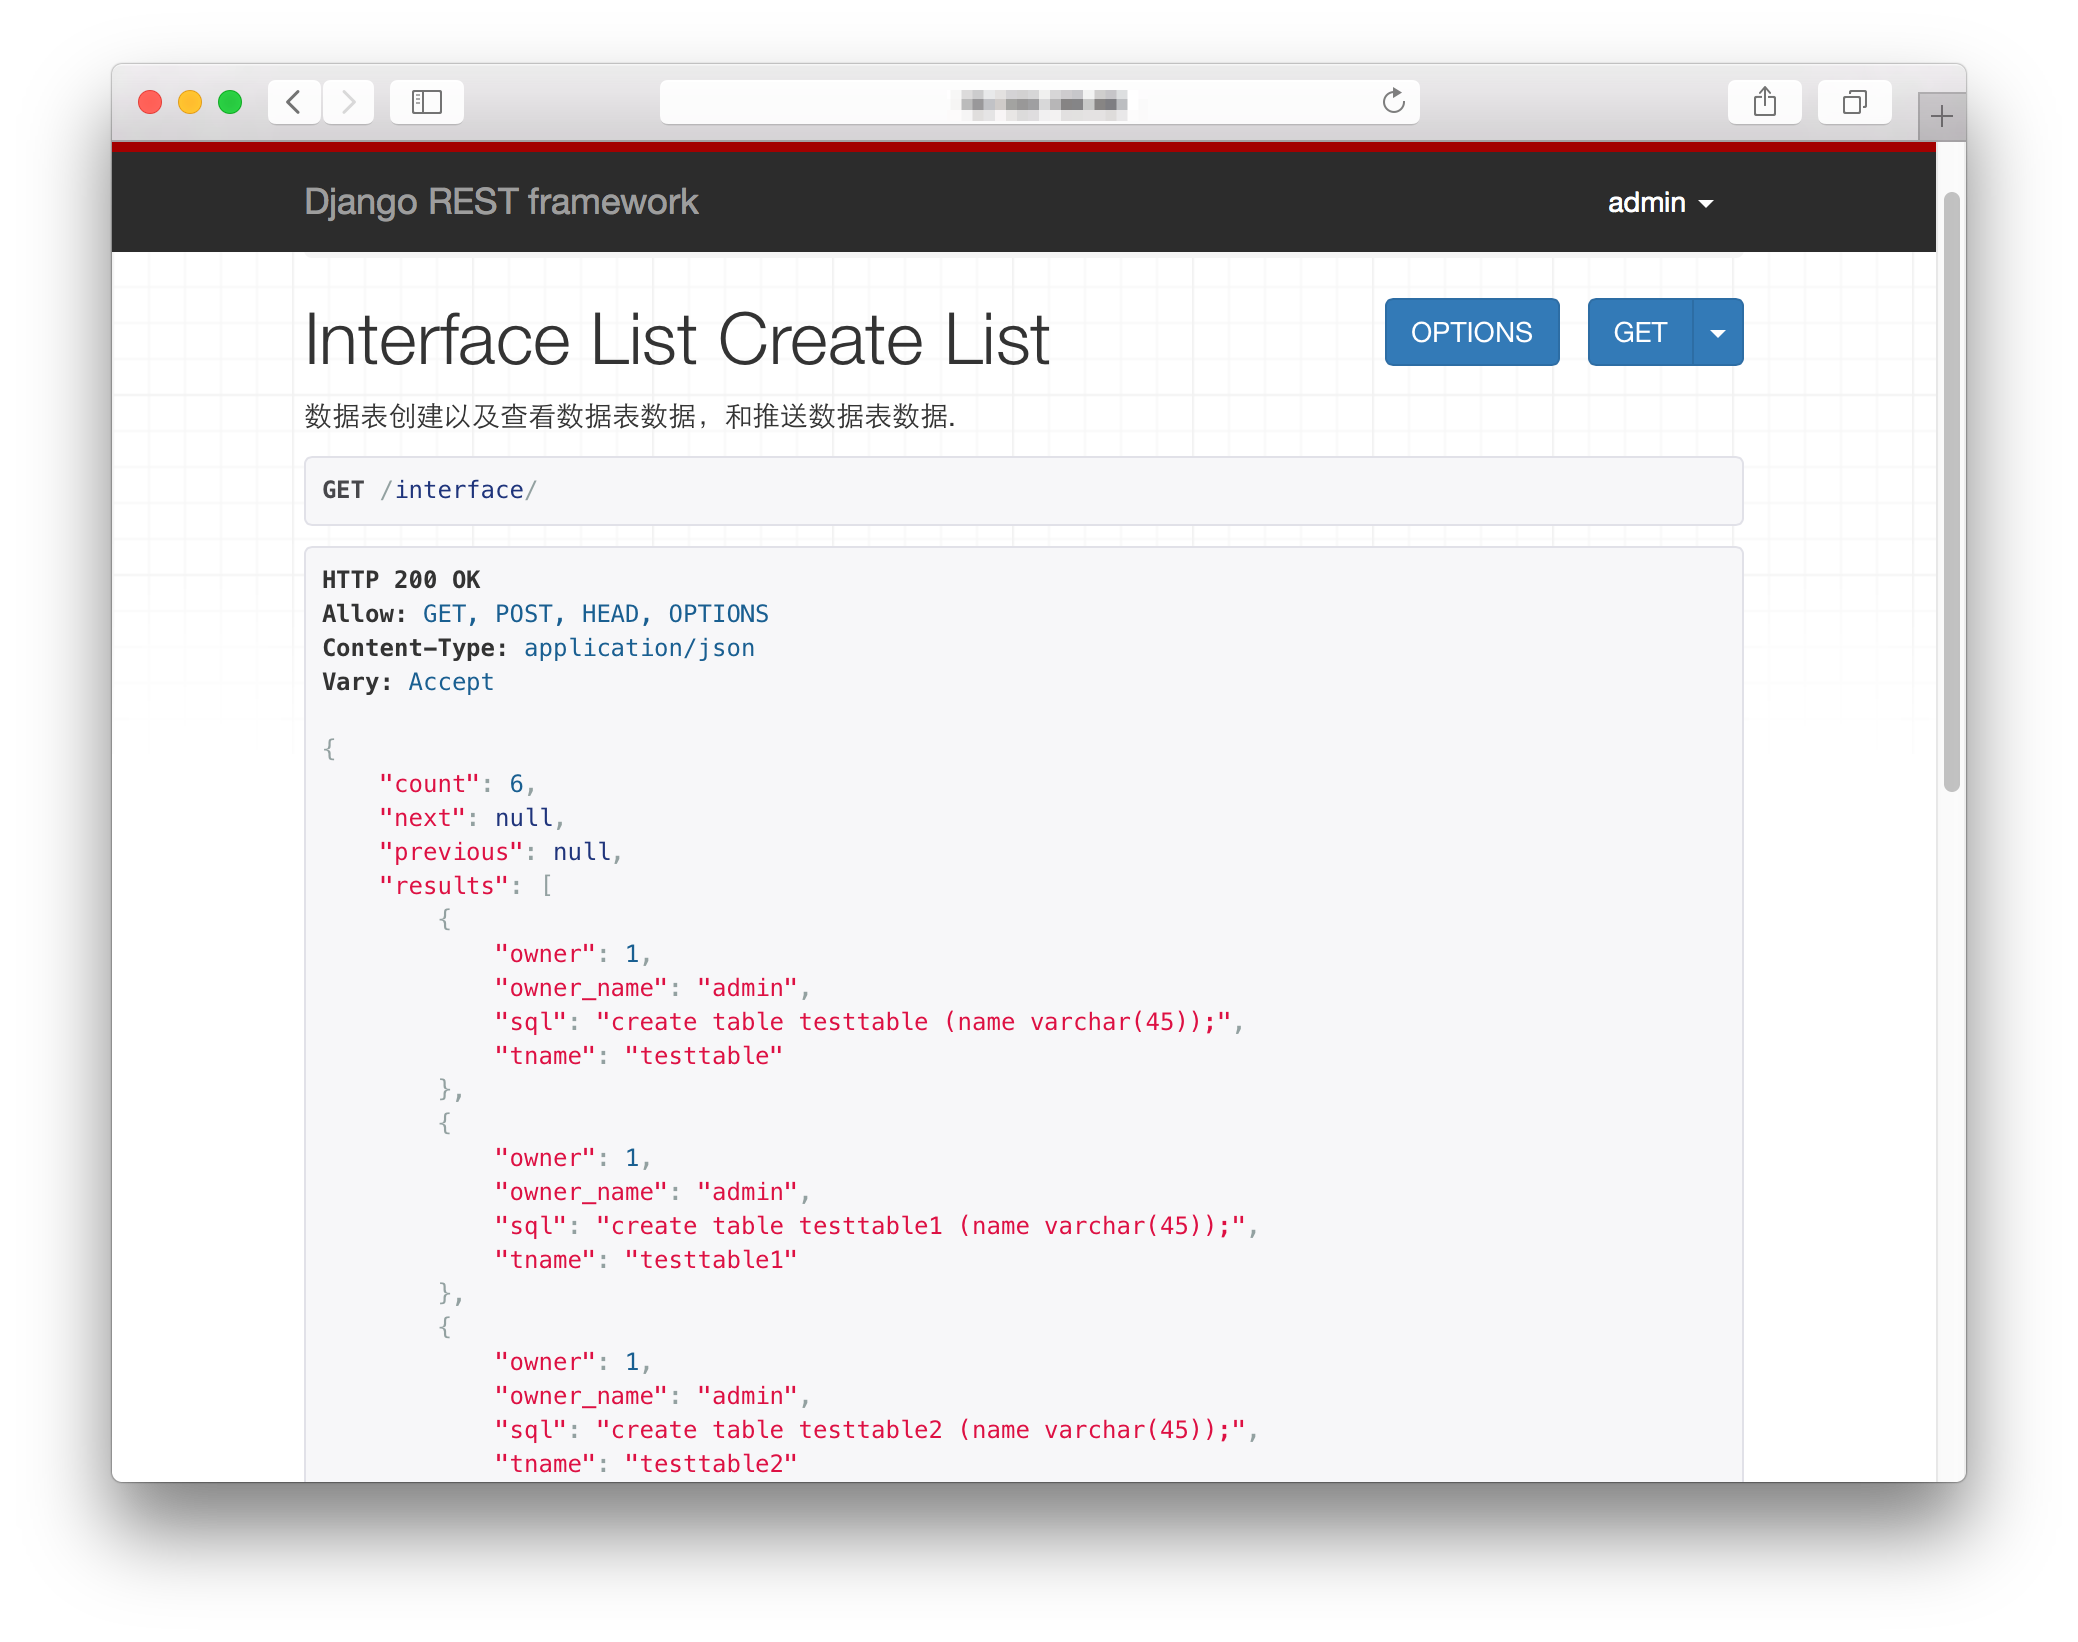 Django REST framework
admin
Interface List Create List
OPTIONS
GET
数据表创建以及查看数据表数据，和推送数据表数据.
GET /interface/
HTTP 200 OK
Allow: GET, POST, HEAD, OPTIONS
Content-Type: application/json
Vary: Accept
{
"count": 6,
"next": null,
"previous": null,
"results": [
{
"owner": 1,
"owner_name": "admin",
"sql": "create table testtable (name varchar(45));",
"tname": "testtable"
},
{
"owner": 1,
"owner_name": "admin",
"sql": "create table testtable1 (name varchar(45));",
"tname": "testtable1"
},
{
"owner": 1,
"owner_name": "admin",
"sql": "create table testtable2 (name varchar(45));",
"tname": "testtable2"